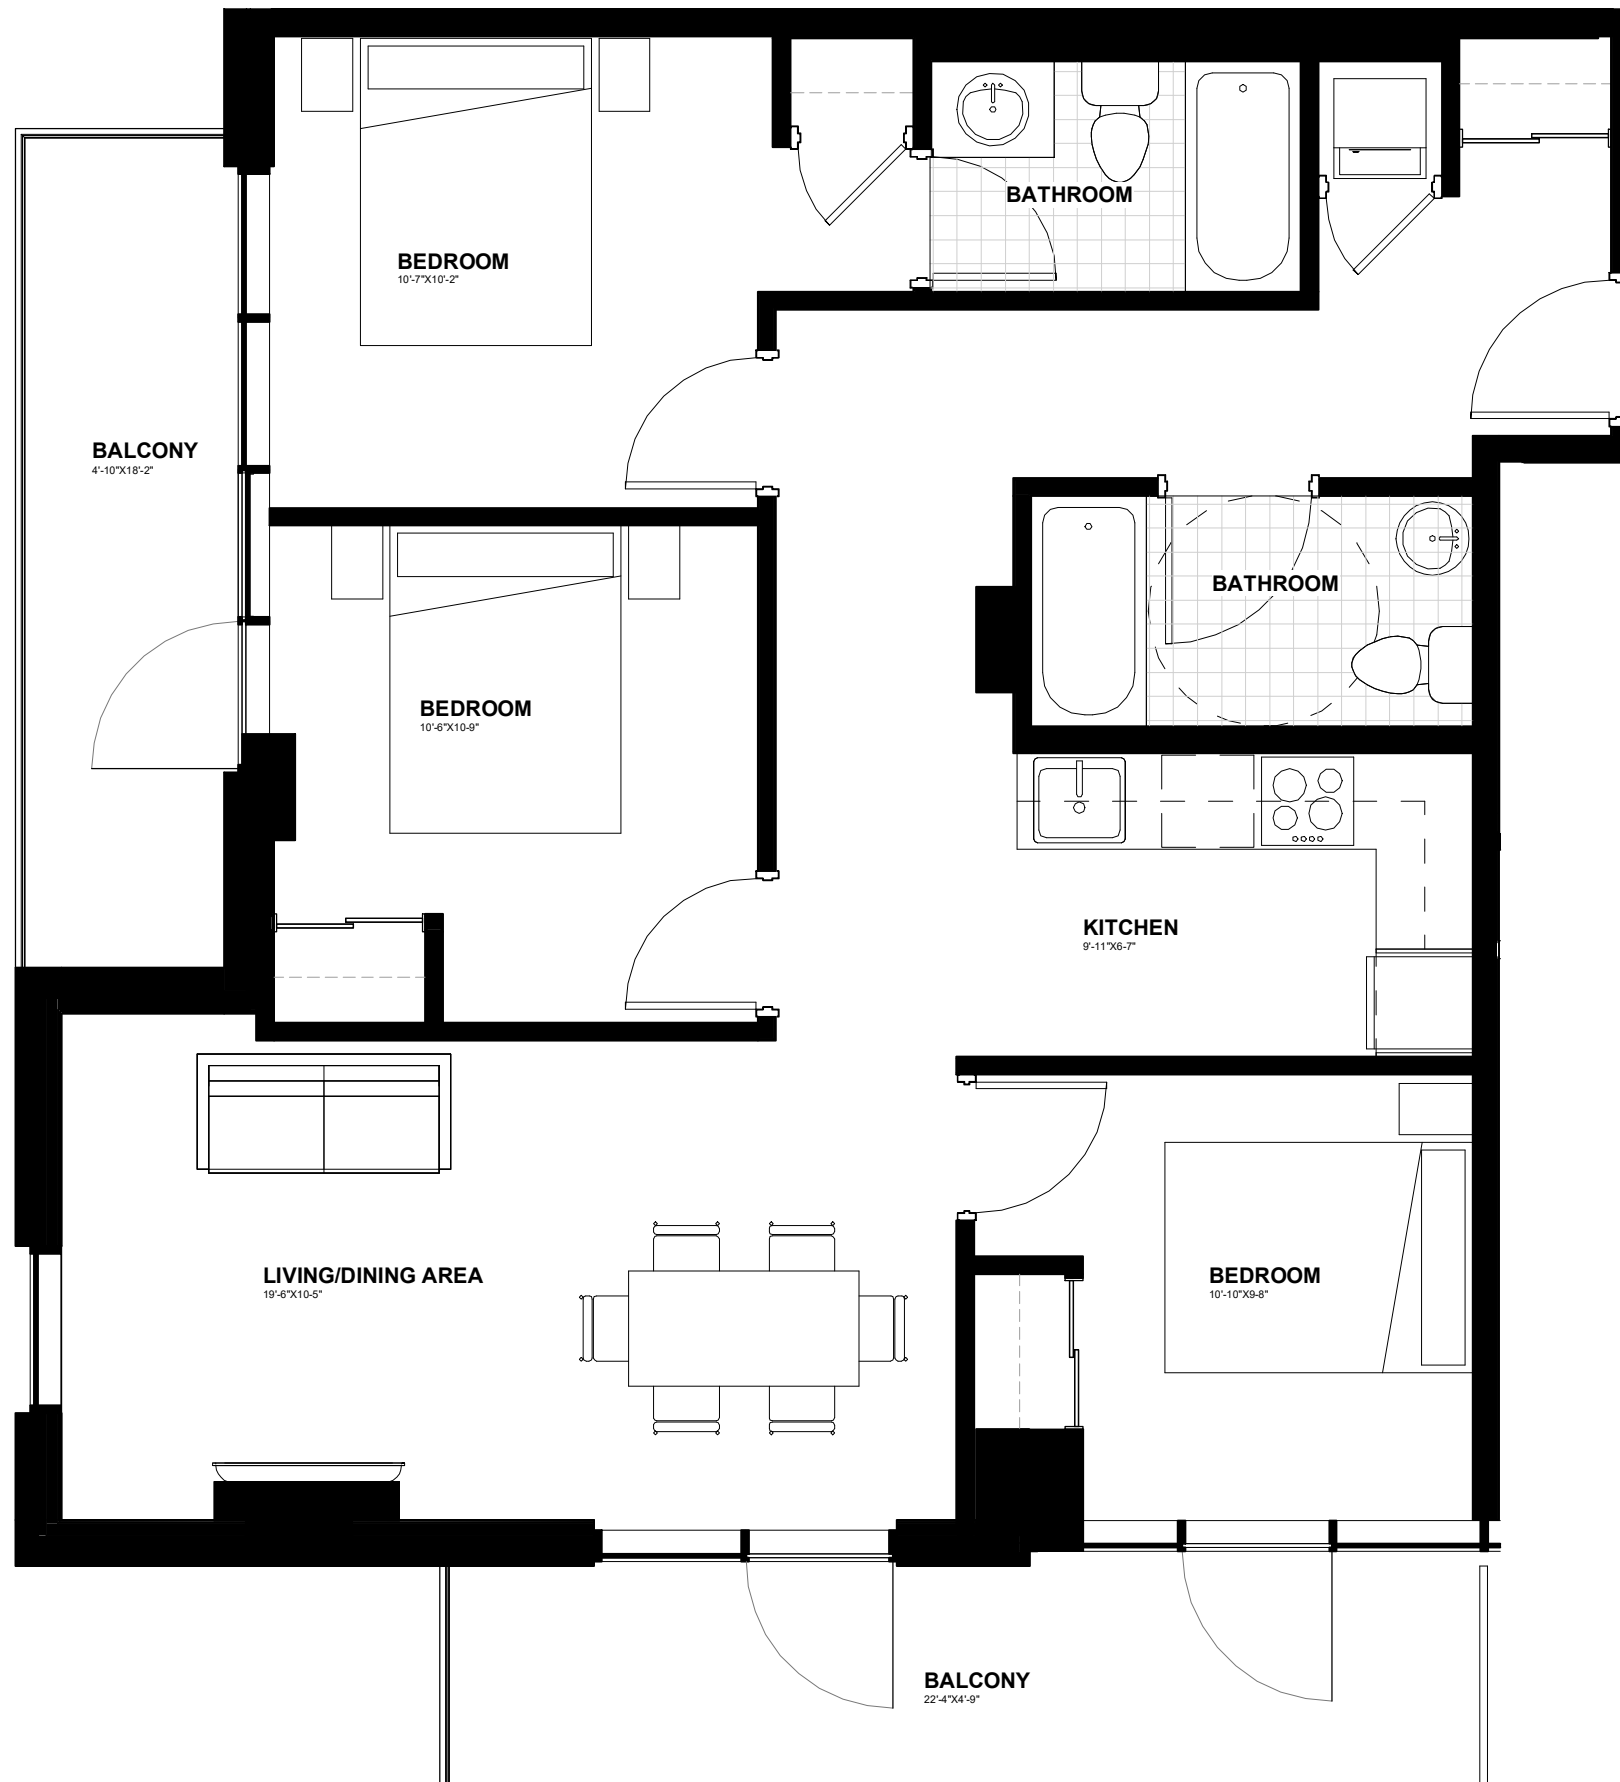 BATHROOM
BEDROOM
10'-7"X10'-2"
BALCONY
4'-10"X18'-2"
BATHROOM
BEDROOM
10'-6"X10-9"
KITCHEN
9'-11"X6-7"
LIVING/DINING AREA
19'-6"X10-5"
BEDROOM
10'-10"X9-8"
BALCONY
22'-4"X4'-9"